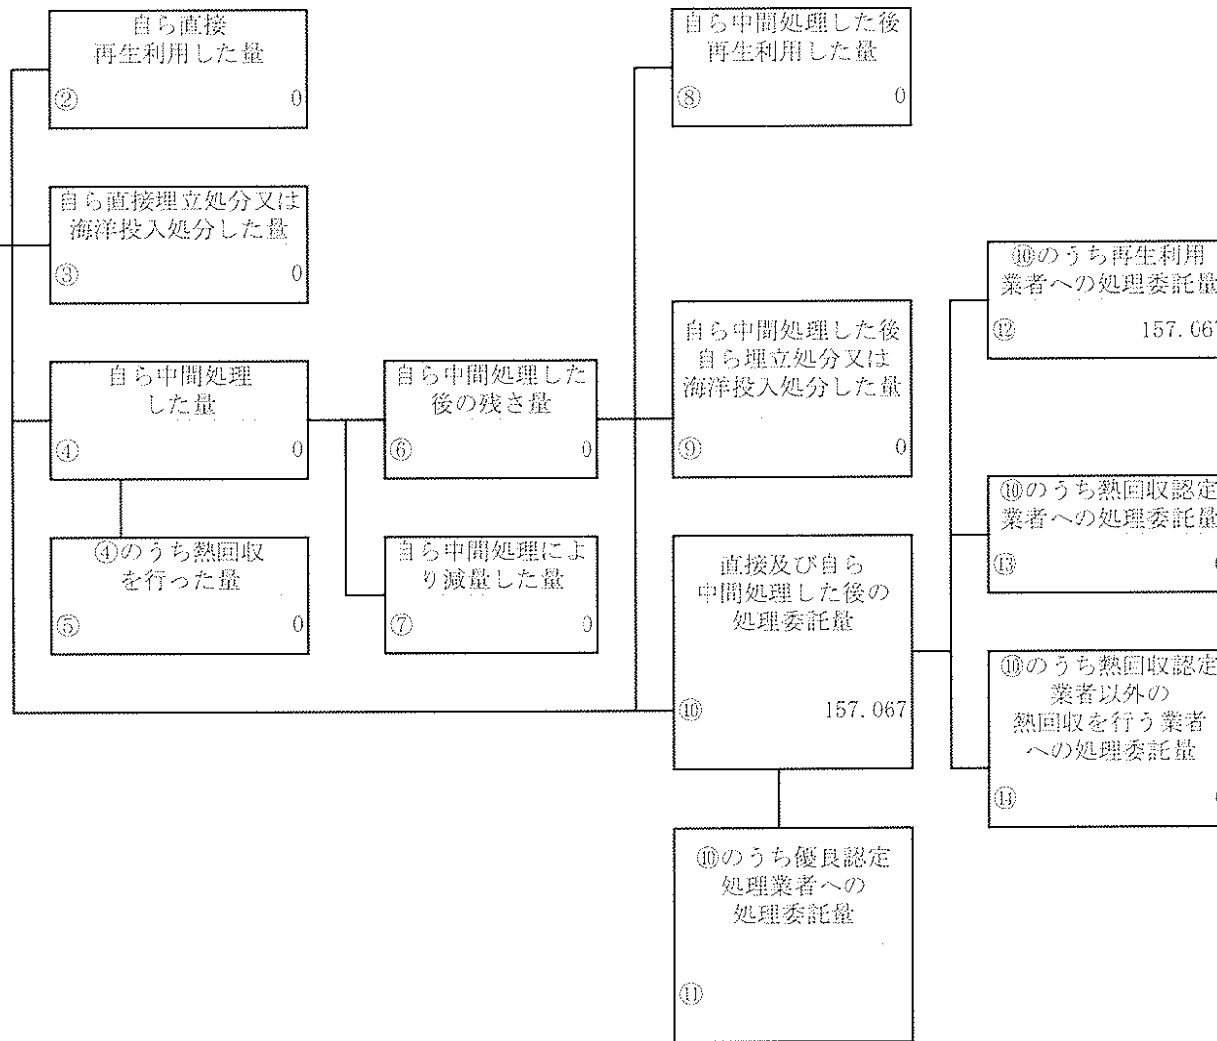 自ら直接
再生利用した量
② 0
自ら直接埋立処分又は
海洋投入処分した量
③ 0
自ら中間処理
した量
④ 0
④のうち熱回収
を行った量
⑤ 0
自ら中間処理した
後の残さ量
⑥ 0
自ら中間処理によ
り減量した量
⑦ 0
自ら中間処理した後
再生利用した量
⑧ 0
自ら中間処理した後
自ら埋立処分又は
海洋投入処分した量
⑨ 0
直接及び自ら
中間処理した後の
処理委託量
⑩ 157.067
⑩のうち優良認定
処理業者への
処理委託量
⑪
⑩のうち再生利用
業者への処理委託量
⑫ 157.067
⑩のうち熱回収認定
業者への処理委託量
⑬
⑩のうち熱回収認定
業者以外の
熱回収を行う業者
への処理委託量
⑭